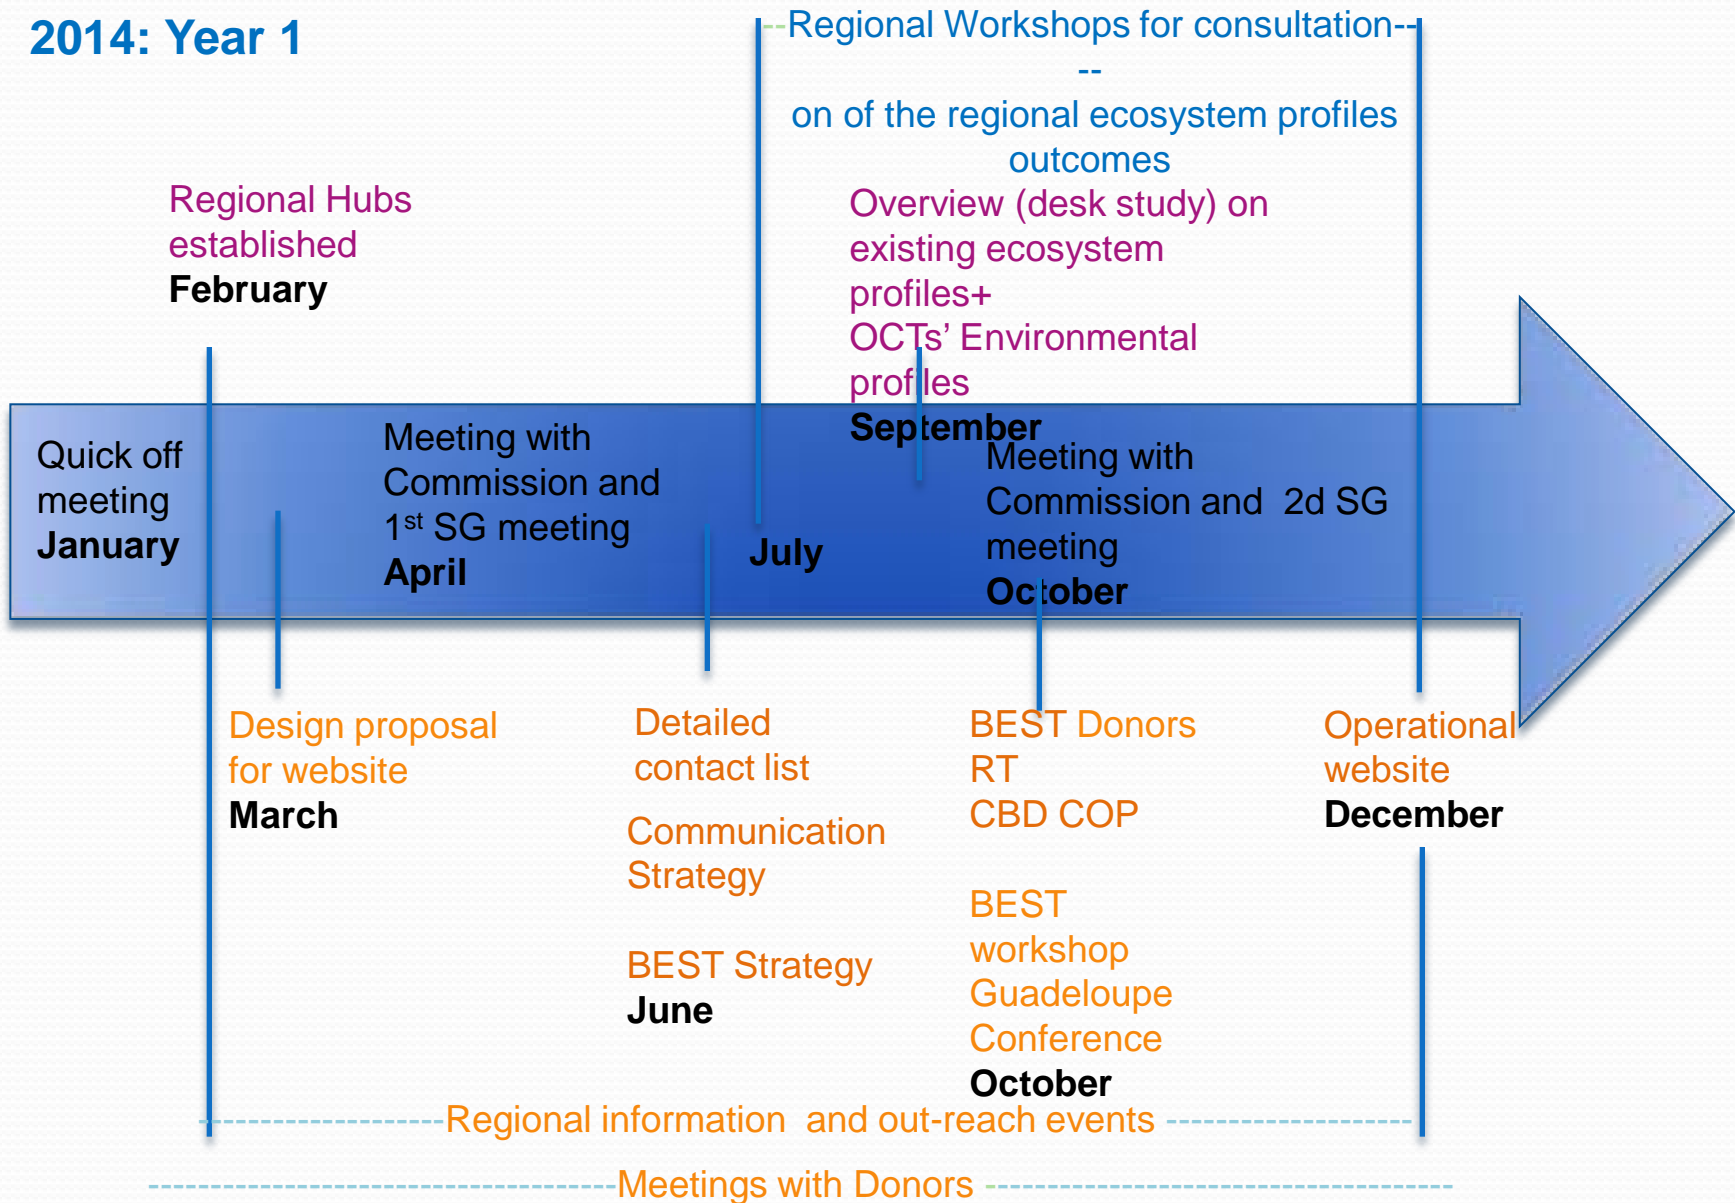 2014: Year 1
--Regional Workshops for consultation--
--
on of the regional ecosystem profiles
outcomes
Regional Hubs
established
February
Overview (desk study) on
existing ecosystem
profiles+
OCTs’ Environmental
profiles
September
Quick off
meeting
January
Meeting with
Commission and
1st SG meeting
April
July
Meeting with
Commission and 2d SG
meeting
October
Design proposal
for website
March
Detailed
contact list
Communication
Strategy
BEST Strategy
June
BEST Donors
RT
CBD COP
BEST
workshop
Guadeloupe
Conference
October
Operational
website
December
Regional information and out-reach events
Meetings with Donors